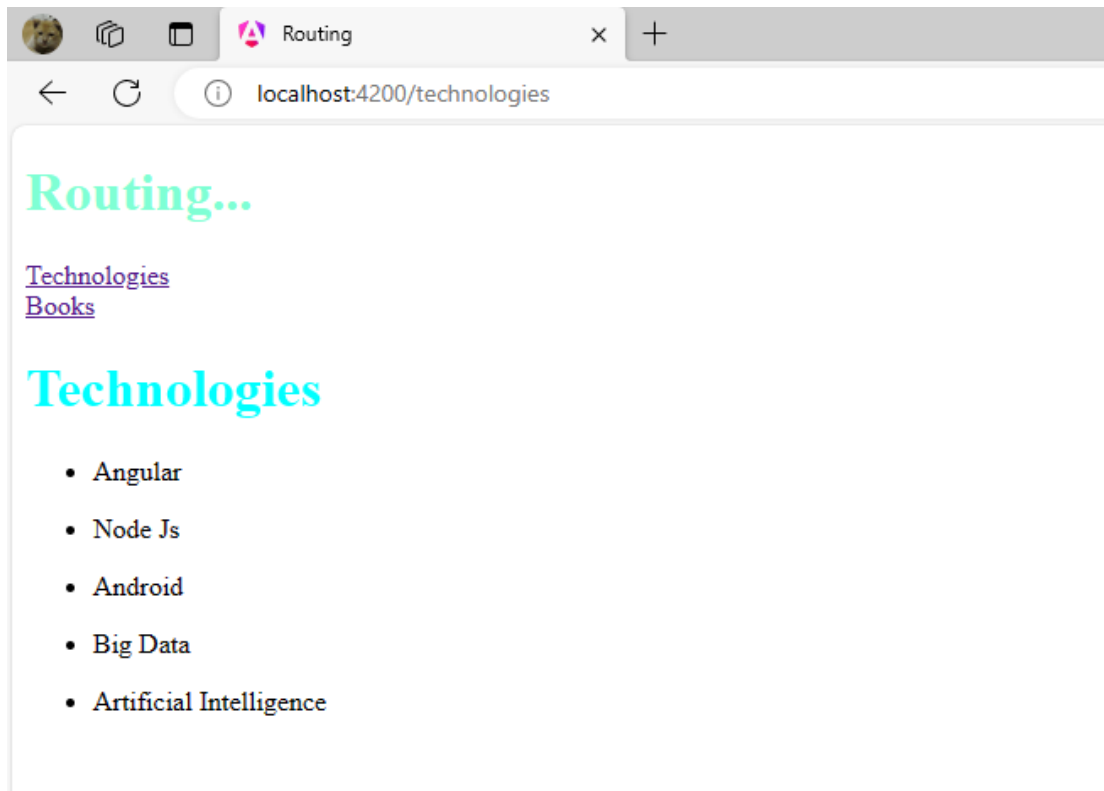 Routing
localhost:4200/technologies
Routing...
Technologies
Books
Technologies
Angular
Node Js
Android
Big Data
Artificial Intelligence